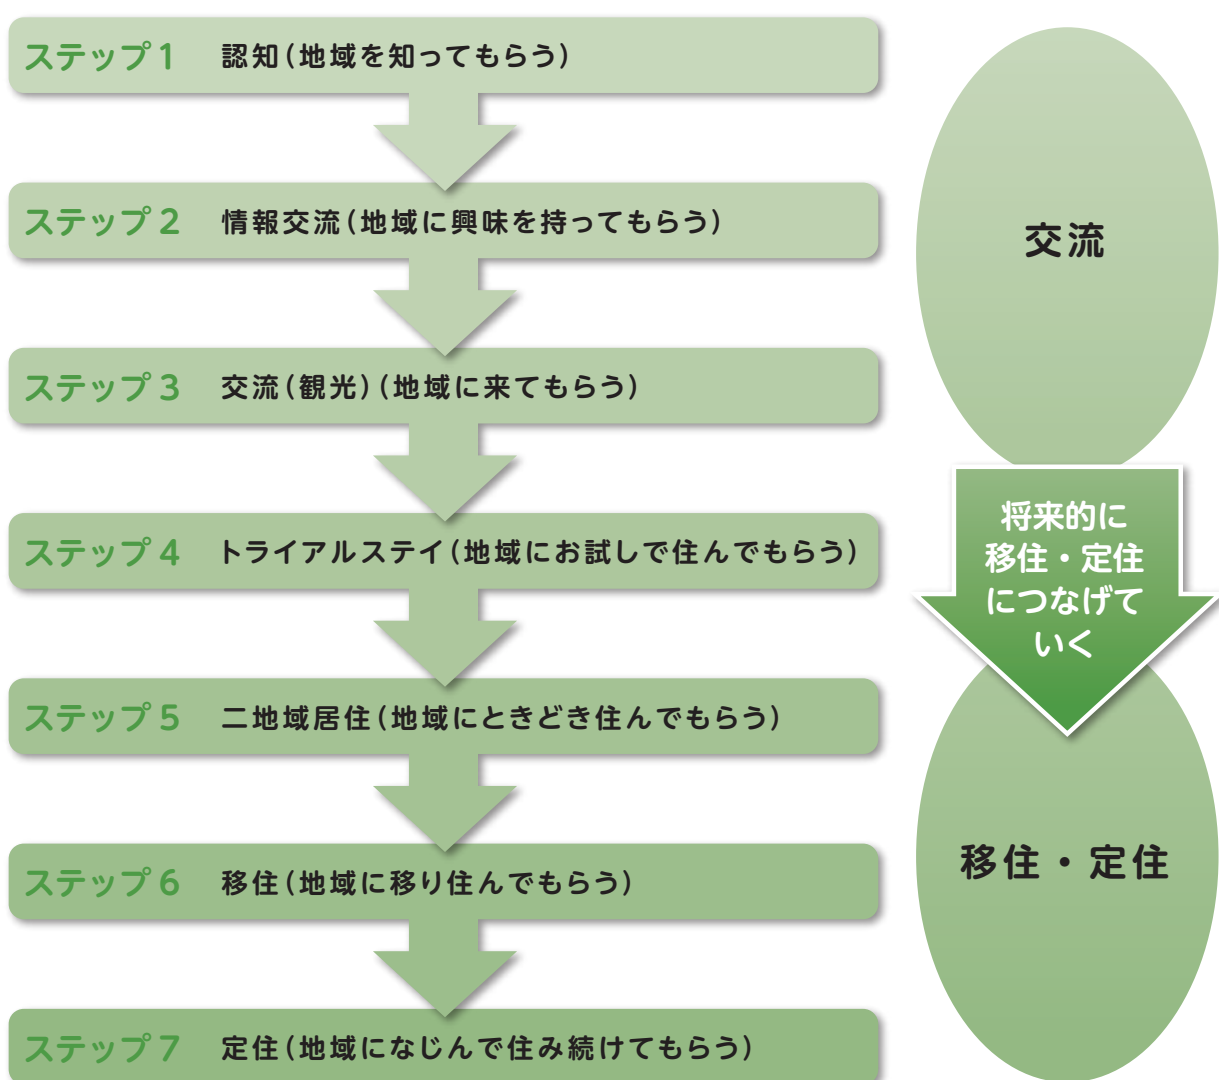 ステップ 1 認知（地域を知ってもらう）
ステップ 2 情報交流（地域に興味を持ってもらう）
ステップ 3 交流（観光）（地域に来てもらう）
ステップ 4 トライアルステイ（地域にお試しで住んでもらう）
ステップ 5 二地域居住（地域にときどき住んでもらう）
ステップ 6 移住（地域に移り住んでもらう）
ステップ 7 定住（地域になじんで住み続けてもらう）
交流
将来的に
移住・定住
につなげて
いく
移住・定住